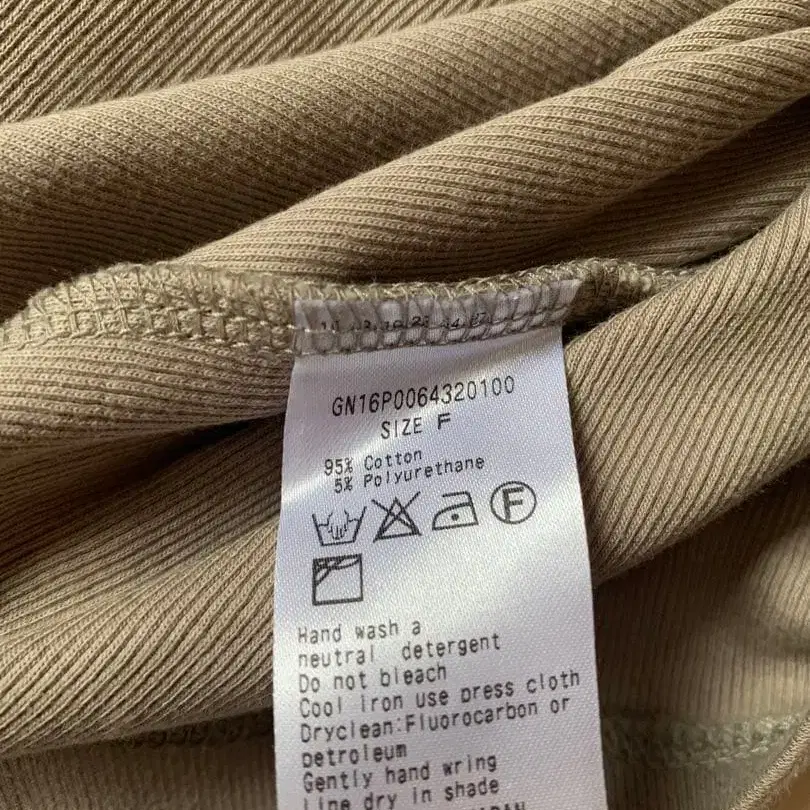 GN16P0064320100
SIZE F
95% Cotton
5% Polyurethane
F
Hand wash a
neutral detergent
Do not bleach
Cool iron use press cloth
Dryclean:Fluorocarbon or
petroleum
Gently hand wring
Line dry in shade
JAPAN